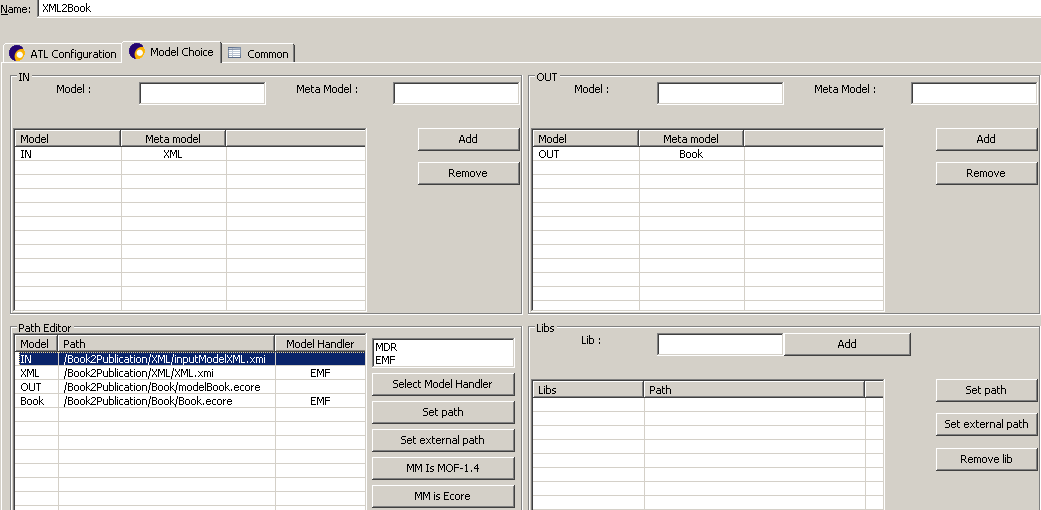 Name: XML2Book
ATL Configuration Model Choice Common
IN
Model : Meta Model :
Model Meta model
IN XML
Add
Remove
OUT
Model : Meta Model :
Model Meta model
OUT Book
Add
Remove
Path Editor
Model Path Model Handler
IN /Book2Publication/XML/inputModelXML.xmi
XML /Book2Publication/XML/XML.xmi EMF
OUT /Book2Publication/Book/modelBook.ecore
Book /Book2Publication/Book/Book.ecore EMF
MDR
EMF
Select Model Handler
Set path
Set external path
MM Is MOF-1.4
MM is Ecore
Libs
Lib : Add
Libs Path
Set path
Set external path
Remove lib